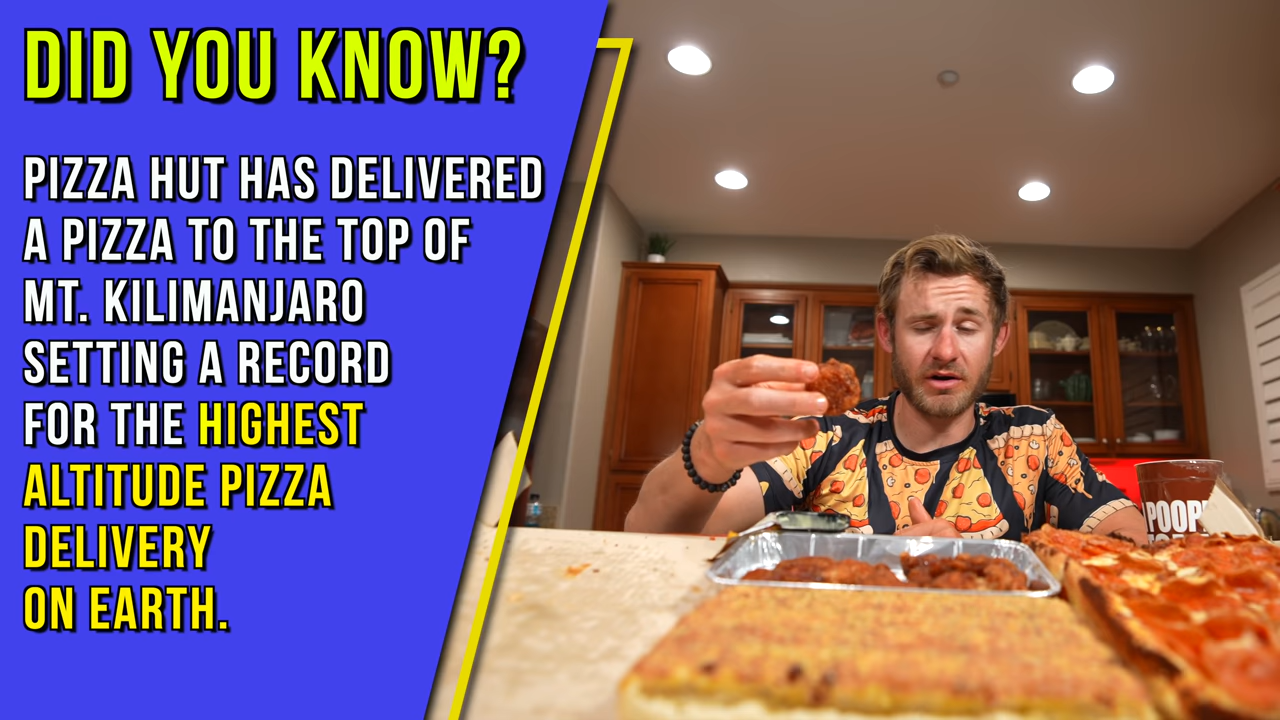 DID YOU KNOW?
PIZZA HUT HAS DELIVERED
A PIZZA TO THE TOP OF
MT. KILIMANJARO
SETTING A RECORD
FOR THE HIGHEST
ALTITUDE PIZZA
DELIVERY
ON EARTH.